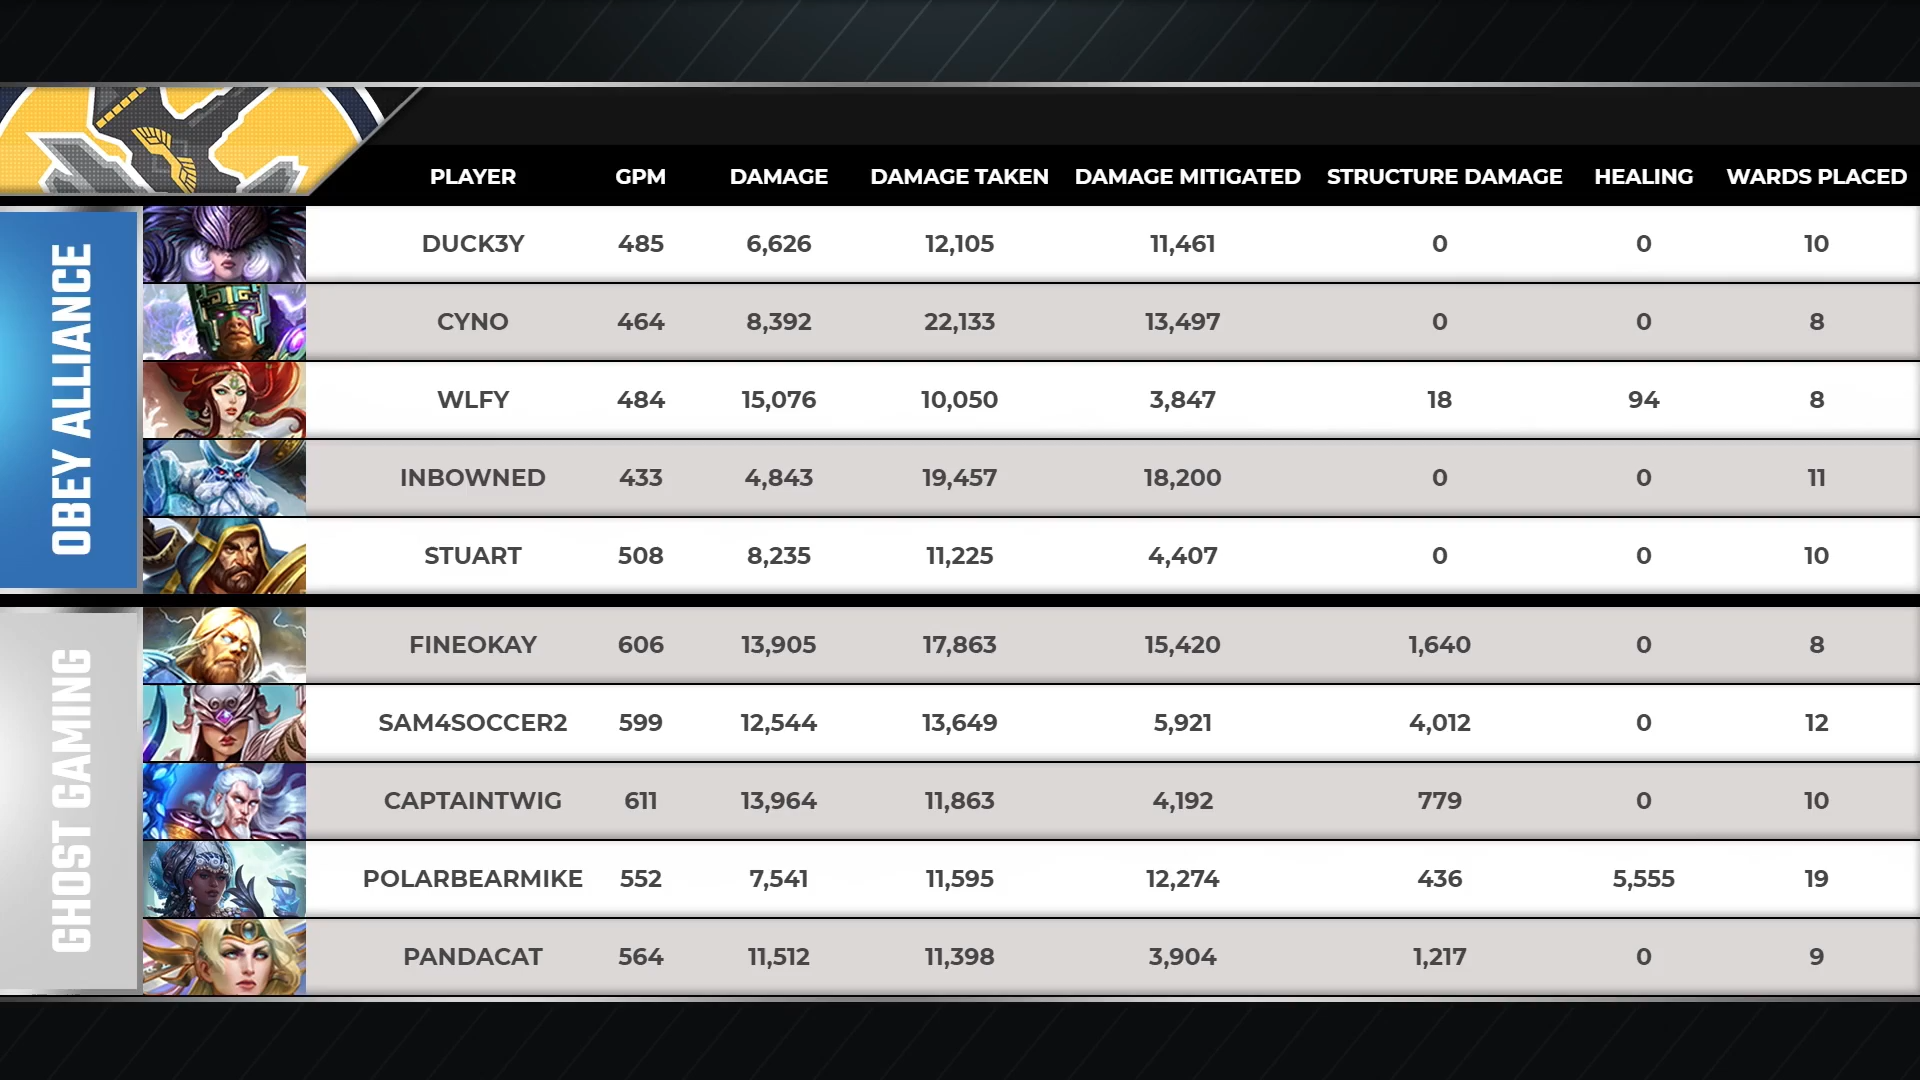 PLAYER GPM DAMAGE DAMAGE TAKEN DAMAGE MITIGATED STRUCTURE DAMAGE HEALING WARDS PLACED
OBEY ALLIANCE
DUCK3Y 485 6,626 12,105 11,461 0 0 10
CYNO 464 8,392 22,133 13,497 0 0 8
WLFY 484 15,076 10,050 3,847 18 94 8
INBOWNED 433 4,843 19,457 18,200 0 0 11
STUART 508 8,235 11,225 4,407 0 0 10
GHOST GAMING
FINEOKAY 606 13,905 17,863 15,420 1,640 0 8
SAM4SOCCER2 599 12,544 13,649 5,921 4,012 0 12
CAPTAINTWIG 611 13,964 11,863 4,192 779 0 10
POLARBEARMIKE 552 7,541 11,595 12,274 436 5,555 19
PANDACAT 564 11,512 11,398 3,904 1,217 0 9